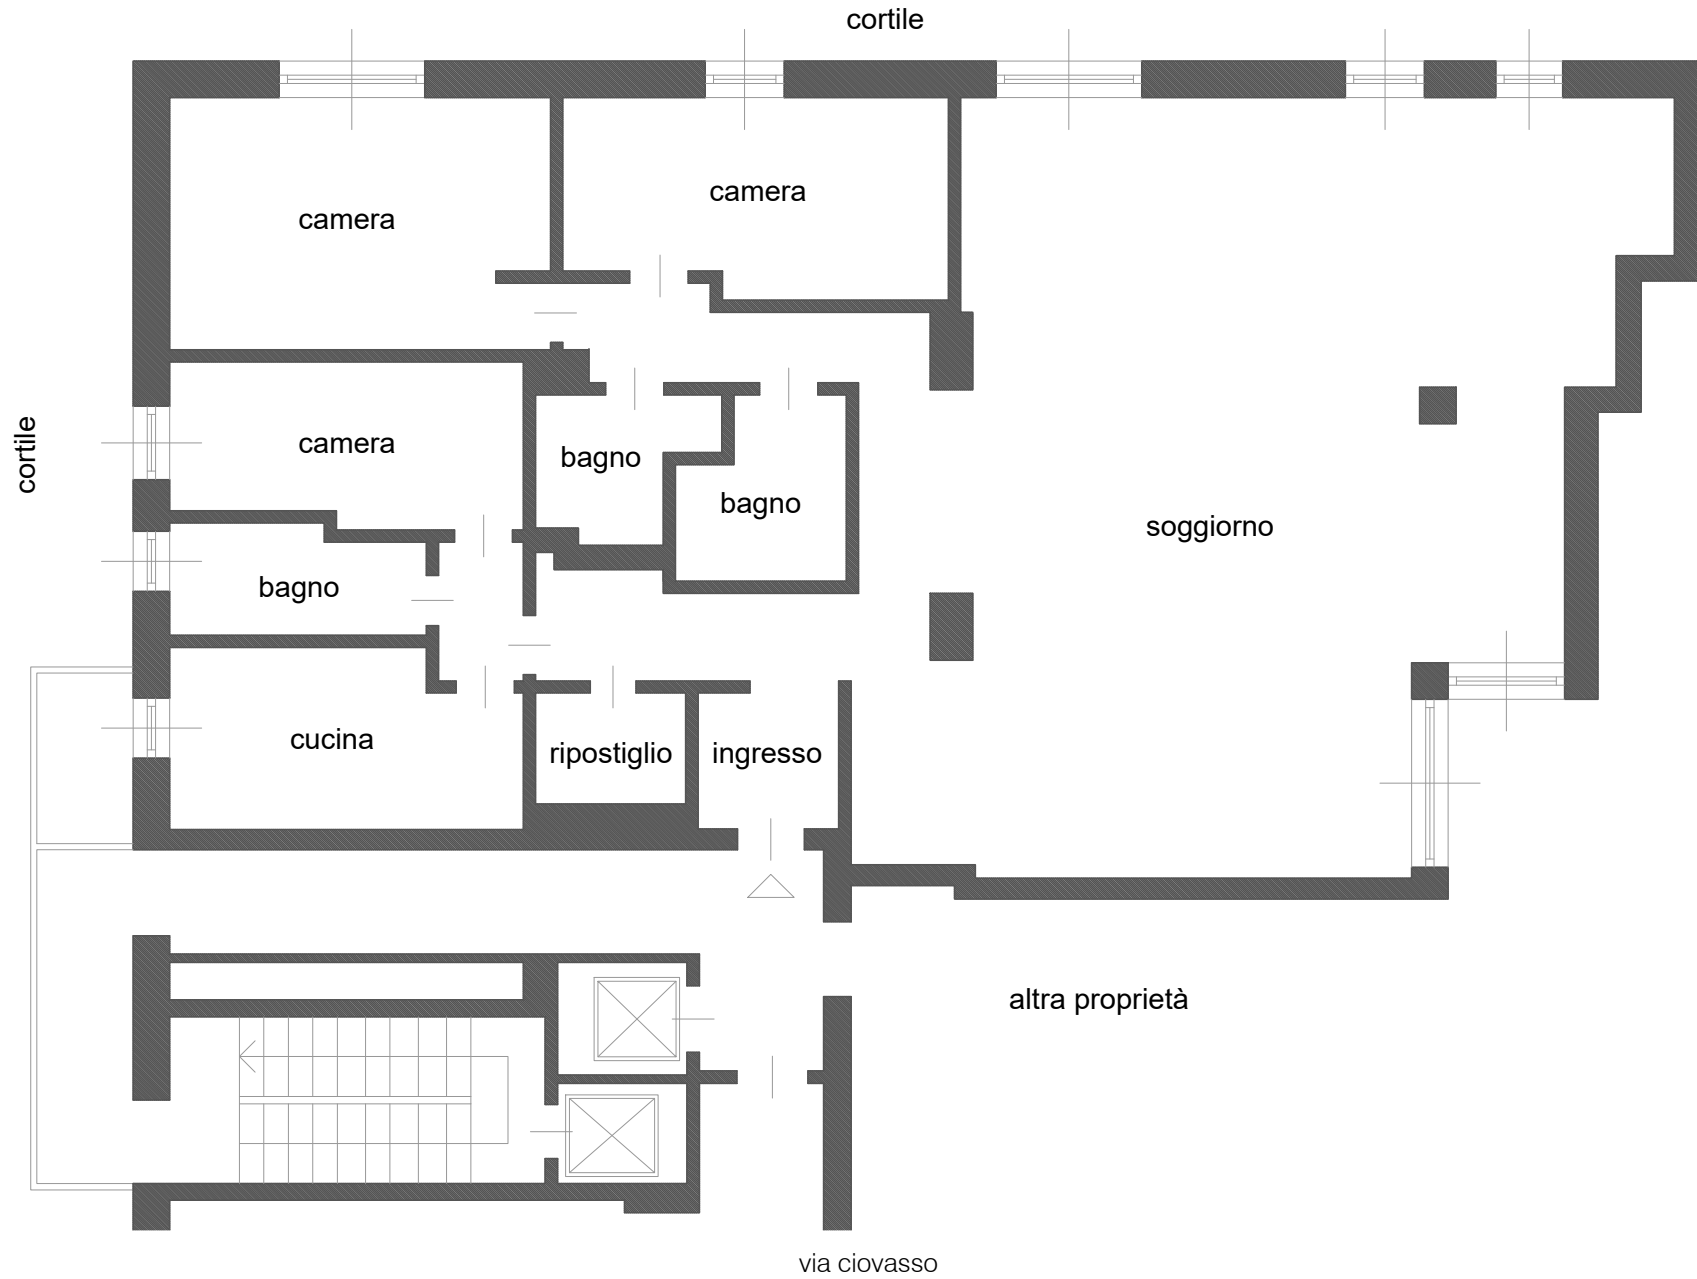 cortile
camera
camera
cortile
camera
bagno
bagno
soggiorno
bagno
cucina
ripostiglio
ingresso
altra proprietà
via ciovasso